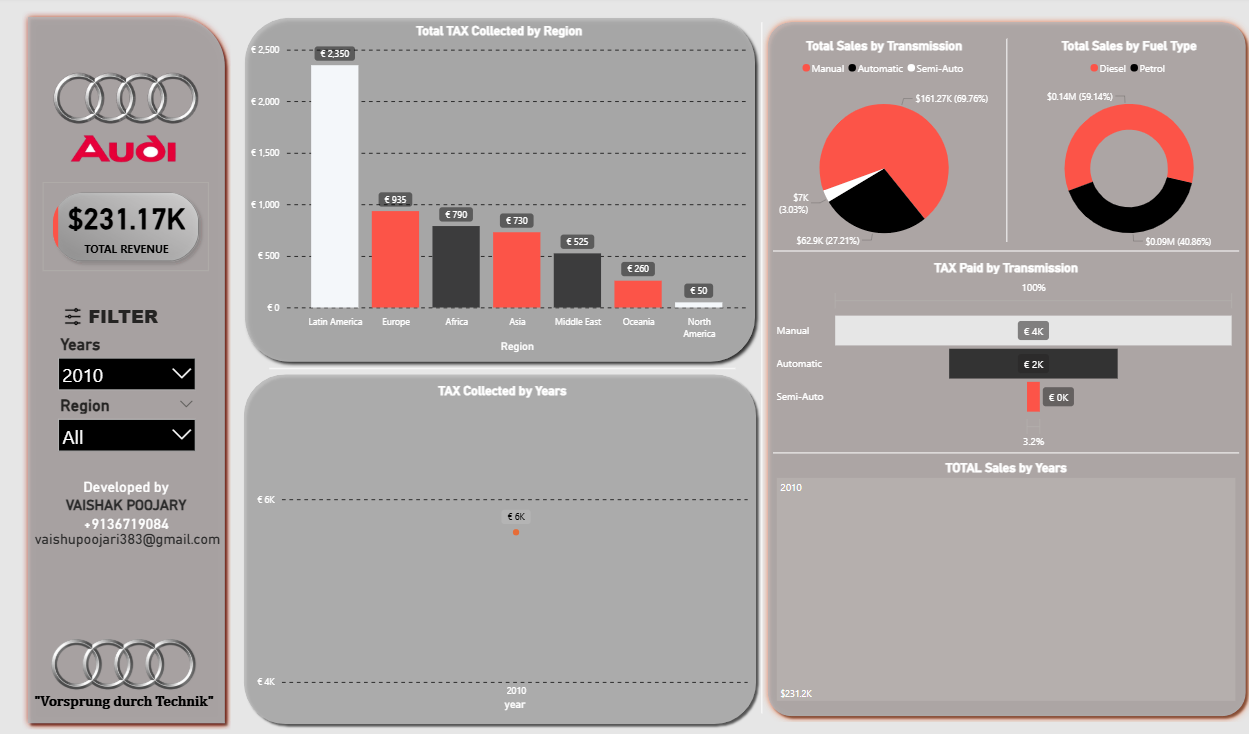 Audi
$231.17K
TOTAL REVENUE
FILTER
Years
2010
Region
All
Developed by
VAISHAK POOJARY
+9136719084
vaishupoojari383@gmail.com
"Vorsprung durch Technik"
Total TAX Collected by Region
€ 2,500
€ 2,000
€ 1,500
€ 1,000
€ 500
€ 0
€ 2,350
€ 935
€ 790
€ 730
€ 525
€ 260
€ 50
Latin America
Europe
Africa
Asia
Middle East
Oceania
North
America
Region
TAX Collected by Years
€ 6K
€ 6K
€ 4K
2010
year
Total Sales by Transmission
Manual Automatic Semi-Auto
$161.27K (69.76%)
$7K
(3.03%)
$62.9K (27.21%)
Total Sales by Fuel Type
Diesel Petrol
$0.14M (59.14%)
$0.09M (40.86%)
TAX Paid by Transmission
100%
Manual
€ 4K
Automatic
€ 2K
Semi-Auto
€ 0K
3.2%
TOTAL Sales by Years
2010
$231.2K